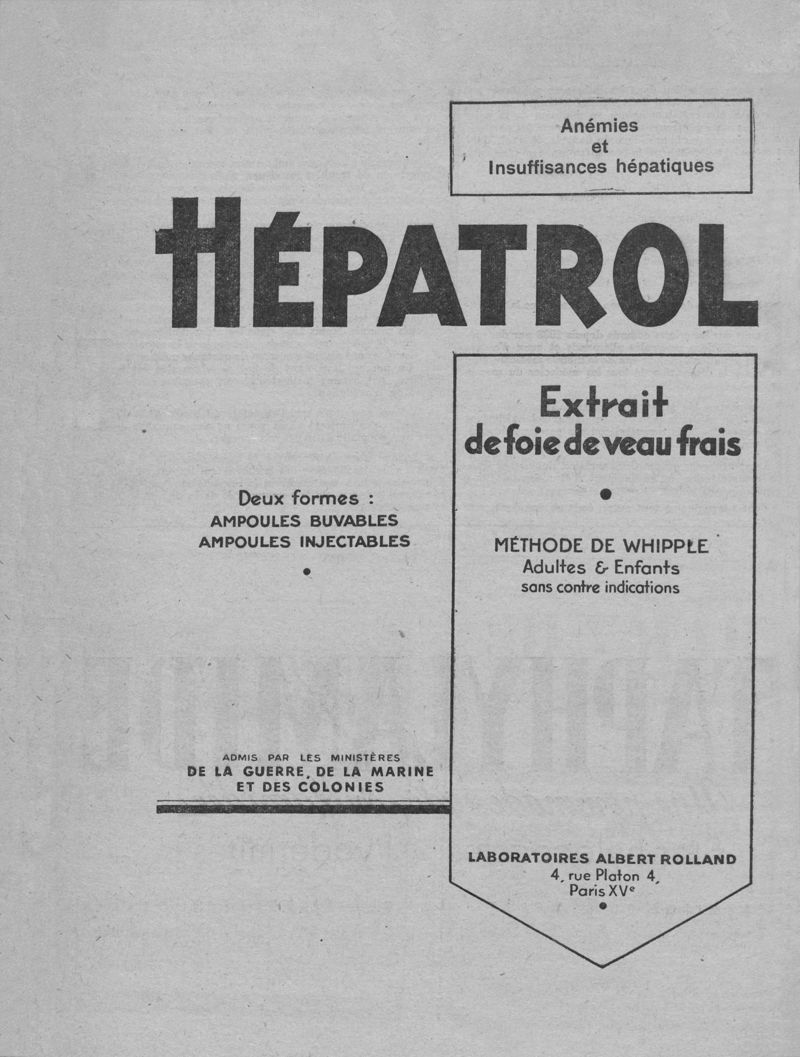 Anémies
et
Insuffisances hépatiques
HÉPATROL
Extrait
de foie de veau frais
Deux formes :
AMPOULES BUVABLES
AMPOULES INJECTABLES
MÉTHODE DE WHIPPLE
Adultes & Enfants
sans contre indications
ADMIS PAR LES MINISTÈRES
DE LA GUERRE, DE LA MARINE
ET DES COLONIES
LABORATOIRES ALBERT ROLLAND
4, rue Platon 4,
Paris XVe